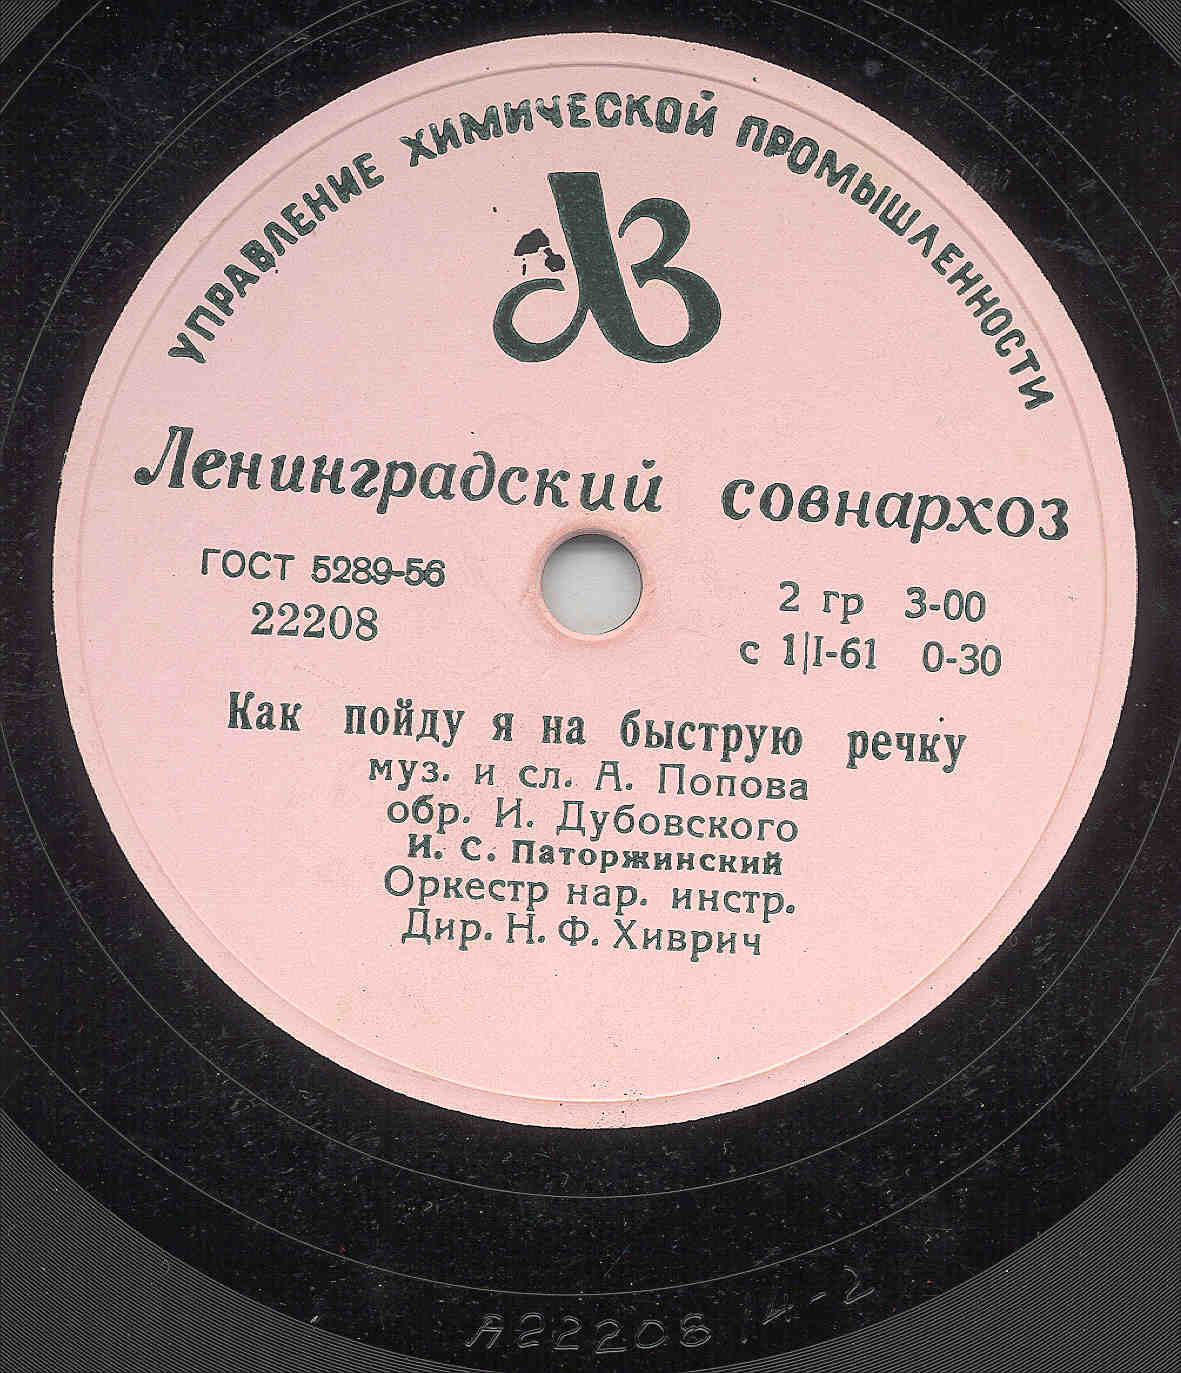 УПРАВЛЕНИЕ ХИМИЧЕСКОЙ ПРОМЫШЛЕННОСТИ
ЛЗ
Ленинградский совнархоз
ГОСТ 5289-56
22208
2 гр 3-00
с 1|I-61 0-30
Как пойду я на быструю речку
муз. и сл. А. Попова
обр. И. Дубовского
И. С. Паторжинский
Оркестр нар. инстр.
Дир. Н. Ф. Хиврич
А22208